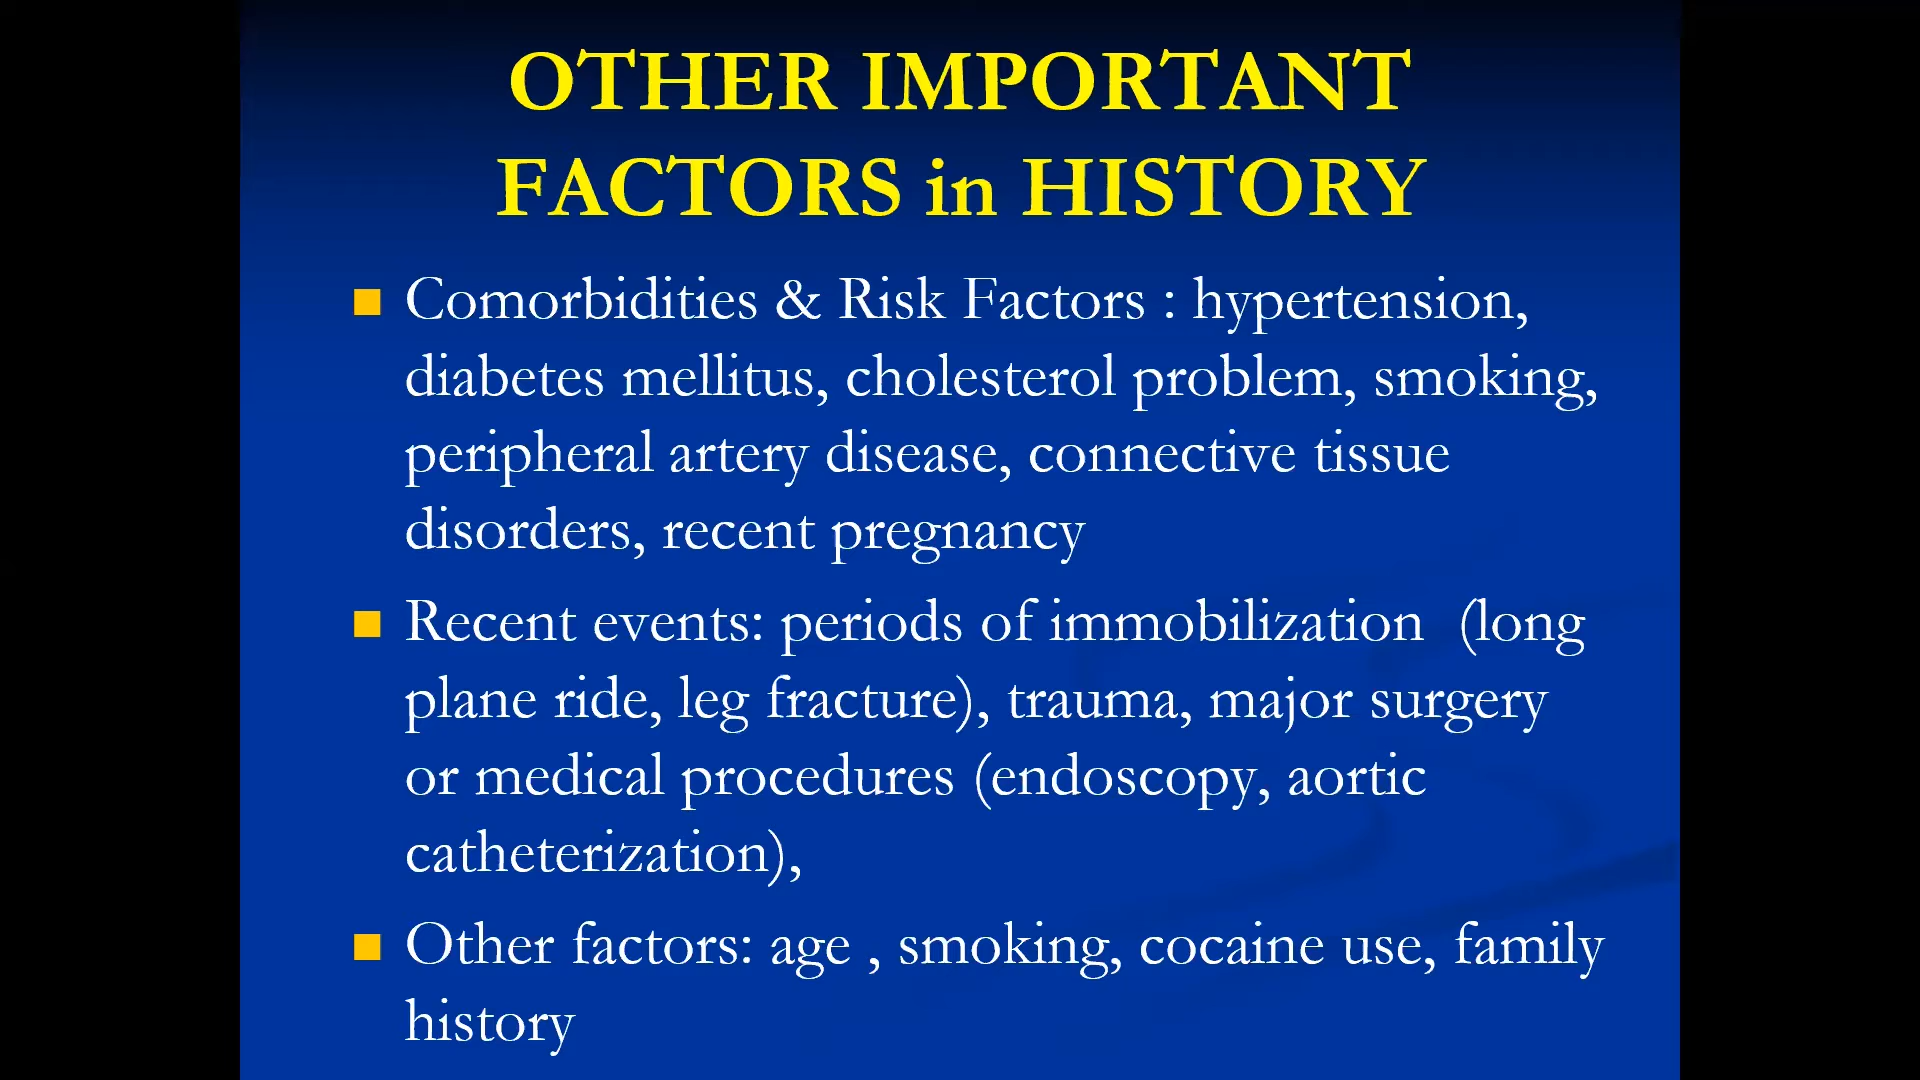 OTHER IMPORTANT
FACTORS in HISTORY
Comorbidities & Risk Factors : hypertension,
diabetes mellitus, cholesterol problem, smoking,
peripheral artery disease, connective tissue
disorders, recent pregnancy
Recent events: periods of immobilization  (long
plane ride, leg fracture), trauma, major surgery
or medical procedures (endoscopy, aortic
catheterization),
Other factors: age , smoking, cocaine use, family
history